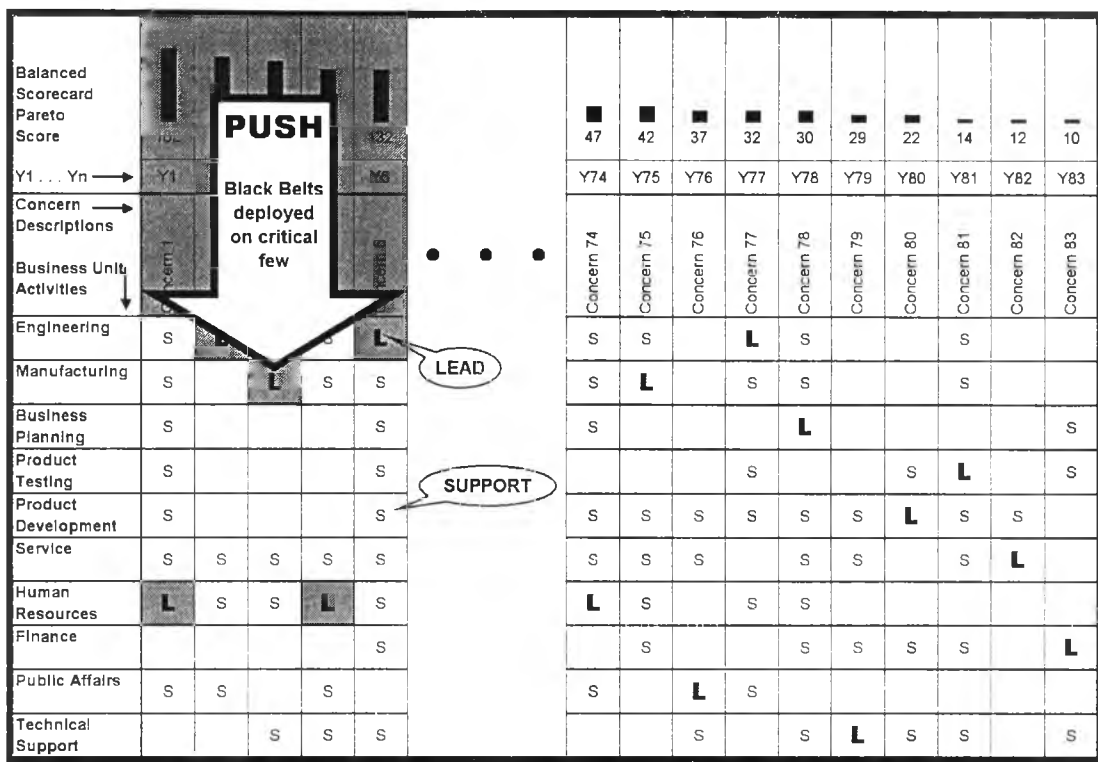 Balanced
Scorecard
Pareto
Score
PUSH
47 42 37 32 30 29 22 14 12 10
Y1 . . . Yn
Y1
Y74 Y75 Y76 Y77 Y78 Y79 Y80 Y81 Y82 Y83
Black Belts
deployed
on critical
few
Concern
Descriptions
Concern 74 Concern 75 Concern 76 Concern 77 Concern 78 Concern 79 Concern 80 Concern 81 Concern 82 Concern 83
Business Unit
Activities
Engineering
S S L S S L S S
LEAD
Manufacturing
S L S S S L S S S
Business
Planning
S S S L S
Product
Testing
S S S S L S
SUPPORT
Product
Development
S S S S S S S S L S S
Service
S S S S S S S S S S S L
Human
Resources
L S S L S L S S S
Finance
S S S S S S L
Public Affairs
S S S S L S
Technical
Support
S S S S S L S S S